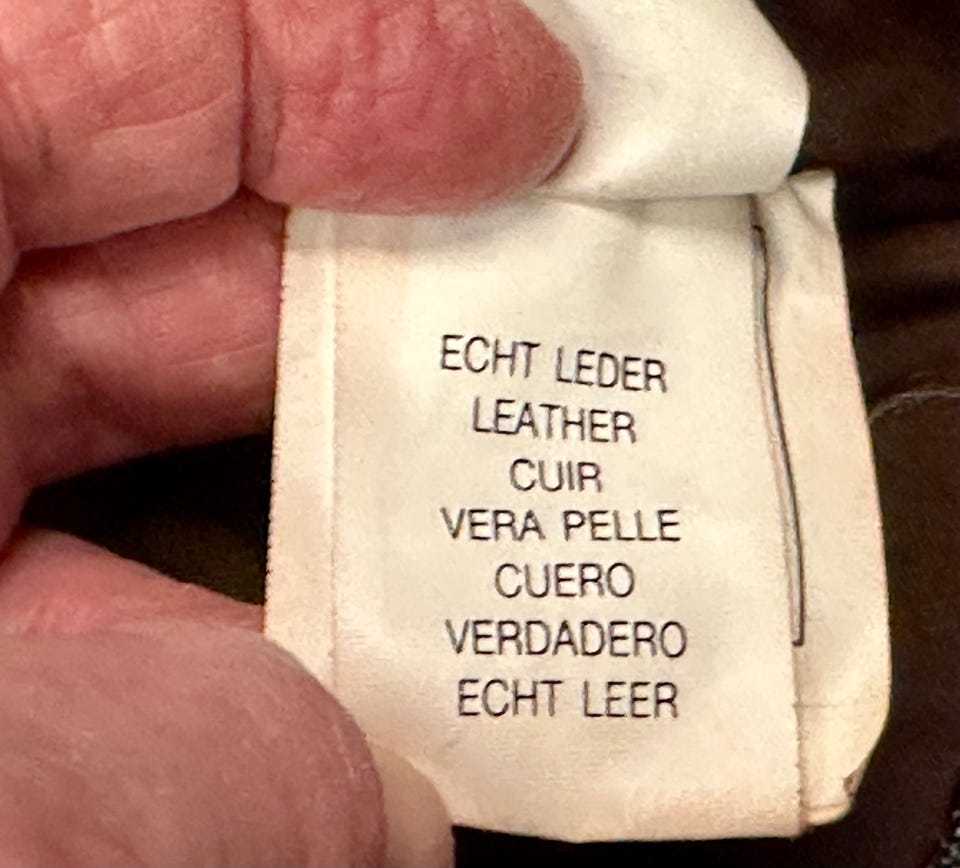 ECHT LEDER
LEATHER
CUIR
VERA PELLE
CUERO
VERDADERO
ECHT LEER